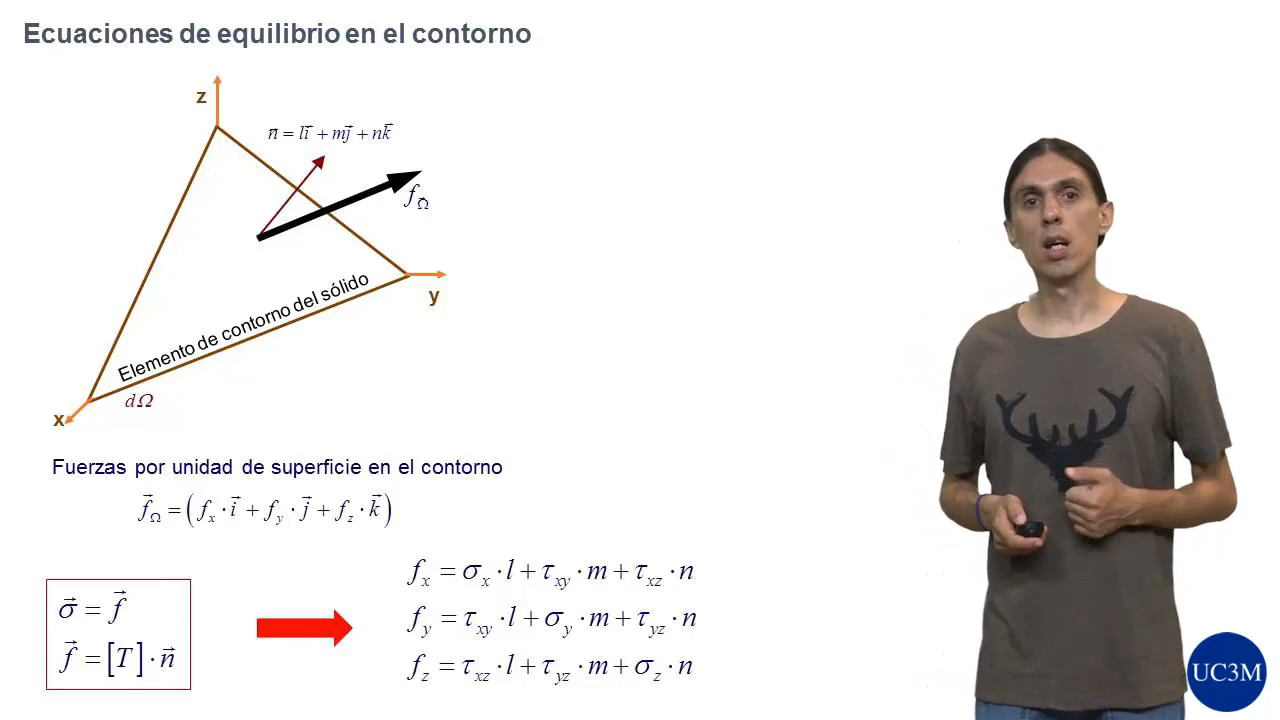 Ecuaciones de equilibrio en el contorno
z
n⃗ = li⃗ + mj⃗ + nk⃗
f⃗_Ω
y
Elemento de contorno del sólido
dΩ
x
Fuerzas por unidad de superficie en el contorno
f⃗_Ω = (f_x · i⃗ + f_y · j⃗ + f_z · k⃗)
σ⃗ = f⃗
f⃗ = [T] · n⃗
f_x = σ_x · l + τ_xy · m + τ_xz · n
f_y = τ_xy · l + σ_y · m + τ_yz · n
f_z = τ_xz · l + τ_yz · m + σ_z · n
UC3M